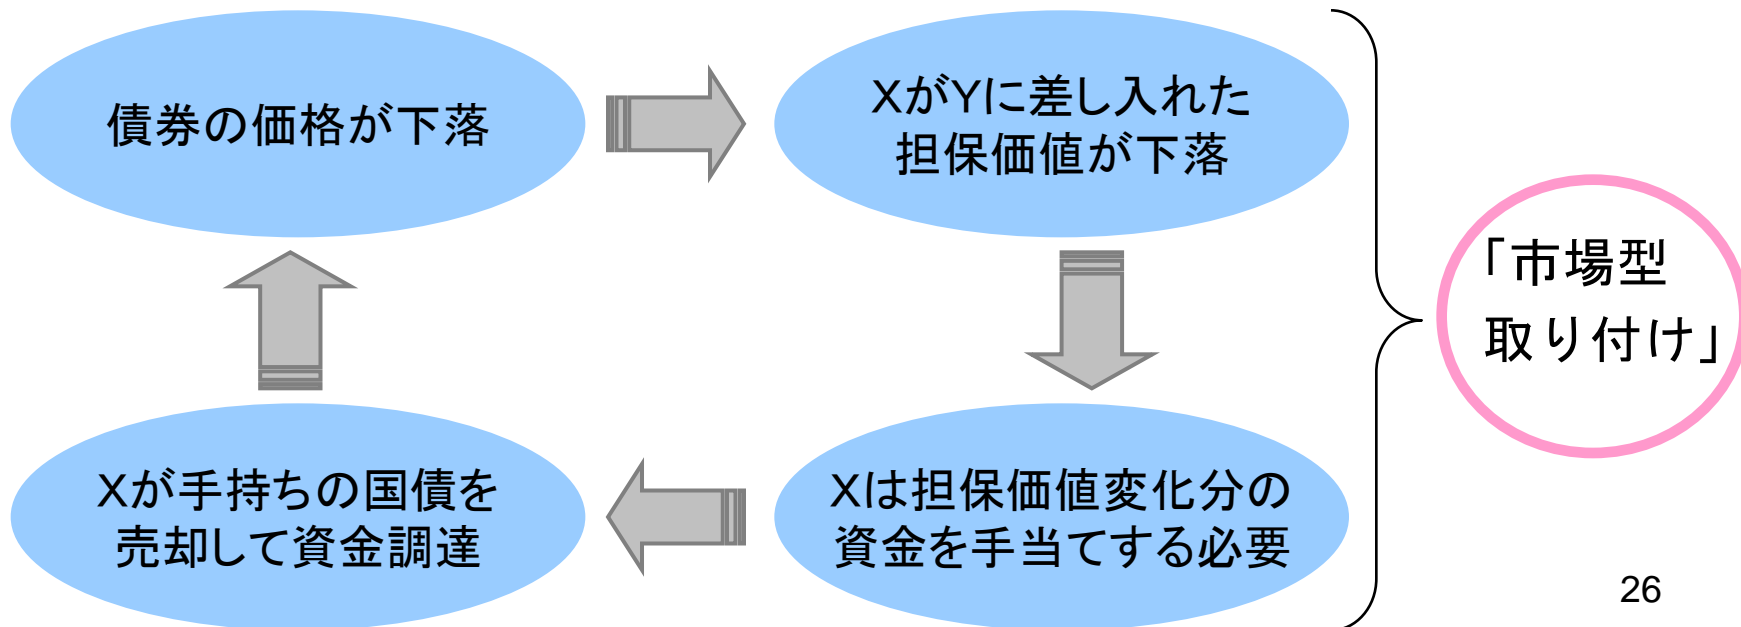 債券の価格が下落
XがYに差し入れた
担保価値が下落
「市場型
取り付け」
Xが手持ちの国債を
売却して資金調達
Xは担保価値変化分の
資金を手当てする必要
26